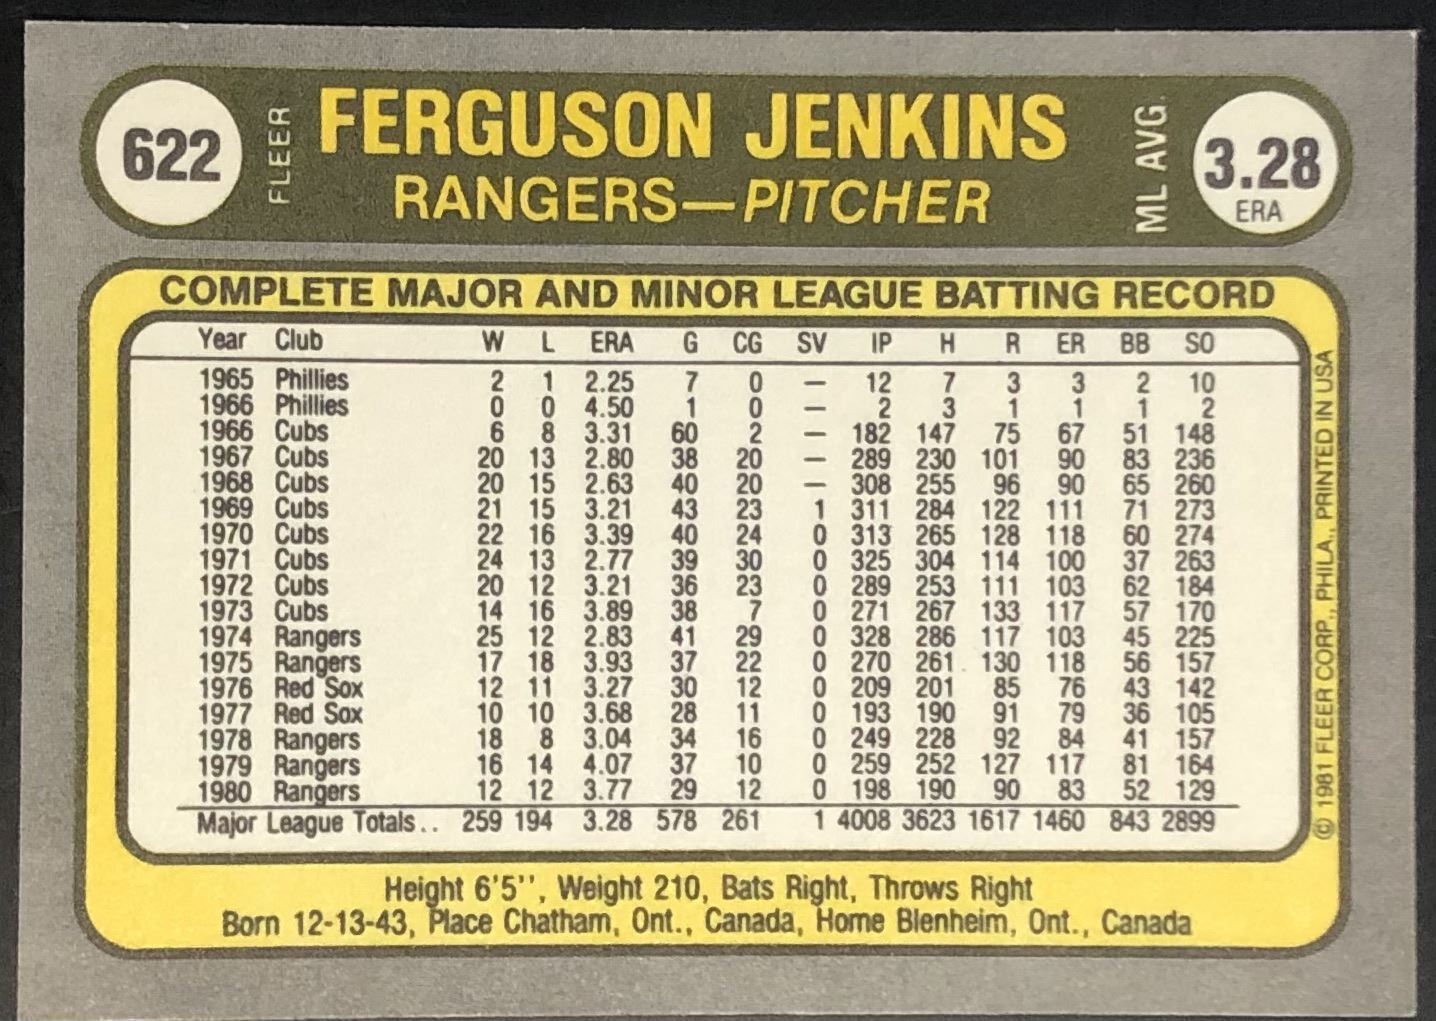 622 FLEER FERGUSON JENKINS ML AVG. 3.28
RANGERS—PITCHER ERA
COMPLETE MAJOR AND MINOR LEAGUE BATTING RECORD
Year Club W L ERA G CG SV IP H R ER BB SO
1965 Phillies 2 1 2.25 7 0 — 12 7 3 3 2 10
1966 Phillies 0 0 4.50 1 0 — 2 3 1 1 1 2
1966 Cubs 6 8 3.31 60 2 — 182 147 75 67 51 148
1967 Cubs 20 13 2.80 38 20 — 289 230 101 90 83 236
1968 Cubs 20 15 2.63 40 20 — 308 255 96 90 65 260
1969 Cubs 21 15 3.21 43 23 1 311 284 122 111 71 273
1970 Cubs 22 16 3.39 40 24 0 313 265 128 118 60 274
1971 Cubs 24 13 2.77 39 30 0 325 304 114 100 37 263
1972 Cubs 20 12 3.21 36 23 0 289 253 111 103 62 184
1973 Cubs 14 16 3.89 38 7 0 271 267 133 117 57 170
1974 Rangers 25 12 2.83 41 29 0 328 286 117 103 45 225
1975 Rangers 17 18 3.93 37 22 0 270 261 130 118 56 157
1976 Red Sox 12 11 3.27 30 12 0 209 201 85 76 43 142
1977 Red Sox 10 10 3.68 28 11 0 193 190 91 79 36 105
1978 Rangers 18 8 3.04 34 16 0 249 228 92 84 41 157
1979 Rangers 16 14 4.07 37 10 0 259 252 127 117 81 164
1980 Rangers 12 12 3.77 29 12 0 198 190 90 83 52 129
Major League Totals.. 259 194 3.28 578 261 1 4008 3623 1617 1460 843 2899
Height 6'5'', Weight 210, Bats Right, Throws Right
Born 12-13-43, Place Chatham, Ont., Canada, Home Blenheim, Ont., Canada
© 1981 FLEER CORP., PHILA., PRINTED IN USA